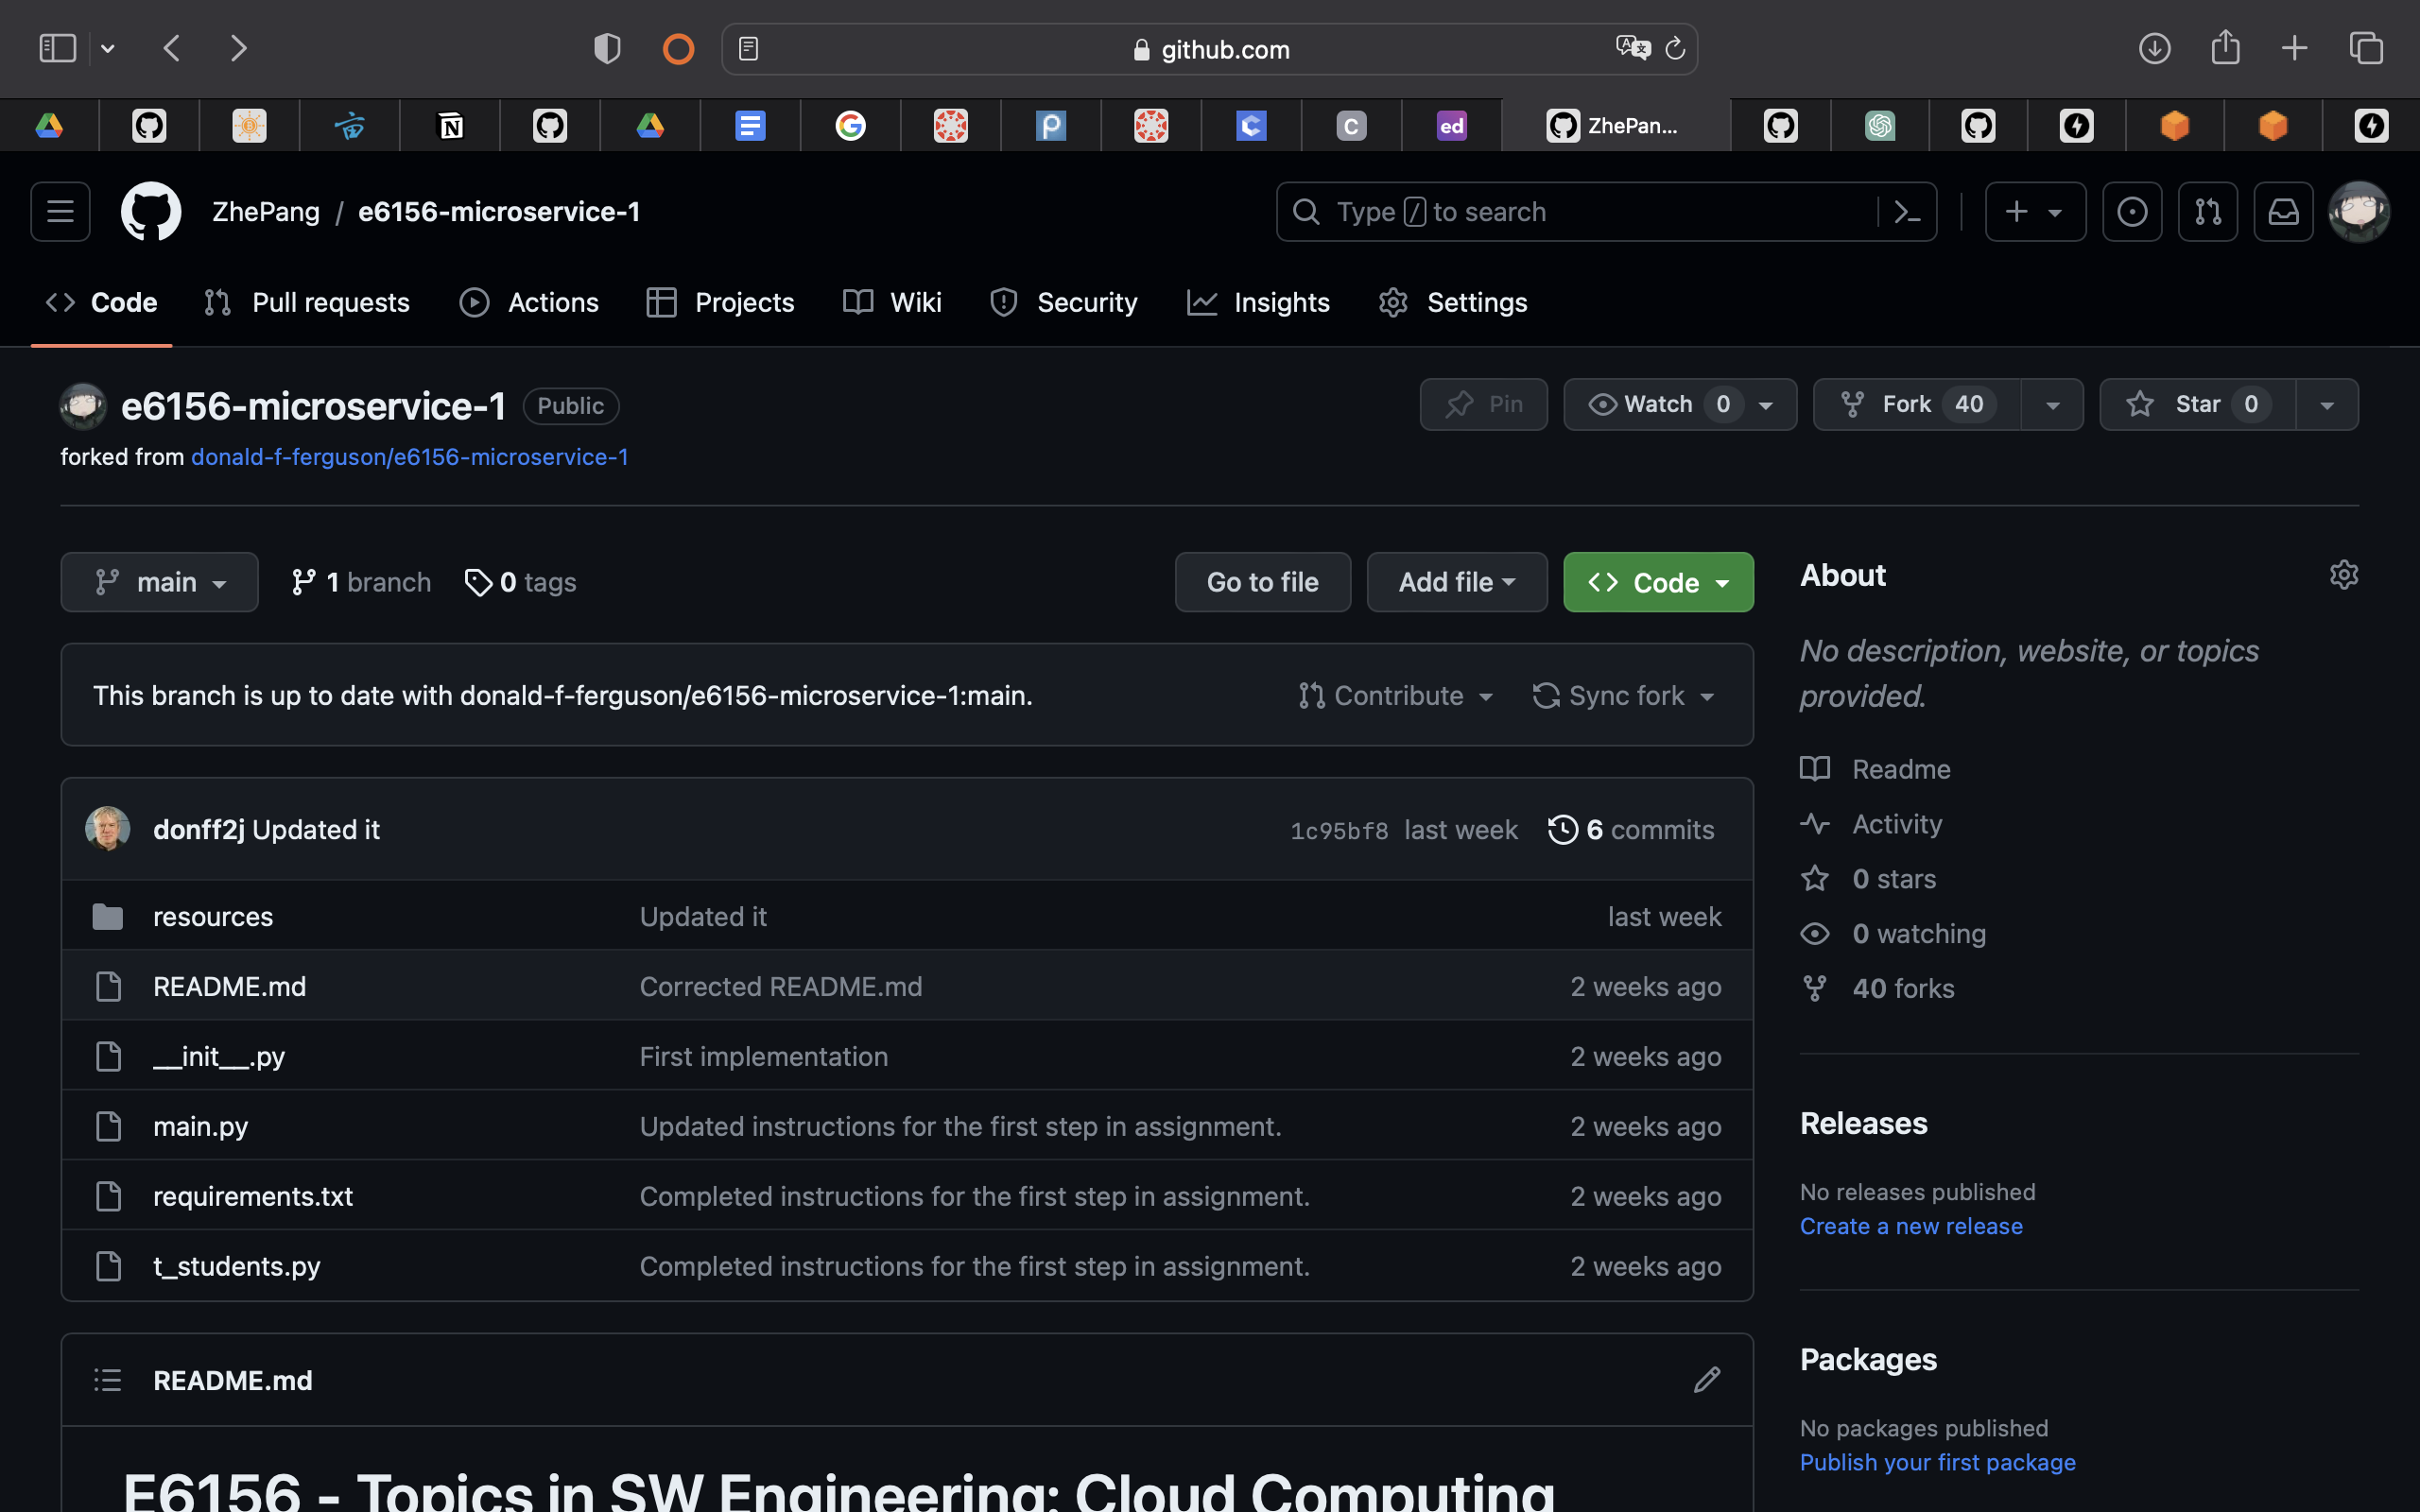 github.com
N
C
ed
ZhePan...
ZhePang / e6156-microservice-1
Type / to search
Code
Pull requests
Actions
Projects
Wiki
Security
Insights
Settings
e6156-microservice-1
Public
Pin
Watch 0
Fork 40
Star 0
forked from donald-f-ferguson/e6156-microservice-1
main
1 branch
0 tags
Go to file
Add file
Code
About
No description, website, or topics
provided.
This branch is up to date with donald-f-ferguson/e6156-microservice-1:main.
Contribute
Sync fork
Readme
Activity
0 stars
0 watching
40 forks
donff2j Updated it
1c95bf8 last week
6 commits
resources Updated it last week
README.md Corrected README.md 2 weeks ago
__init__.py First implementation 2 weeks ago
main.py Updated instructions for the first step in assignment. 2 weeks ago
requirements.txt Completed instructions for the first step in assignment. 2 weeks ago
t_students.py Completed instructions for the first step in assignment. 2 weeks ago
Releases
No releases published
Create a new release
Packages
No packages published
Publish your first package
README.md
E6156 - Topics in SW Engineering: Cloud Computing